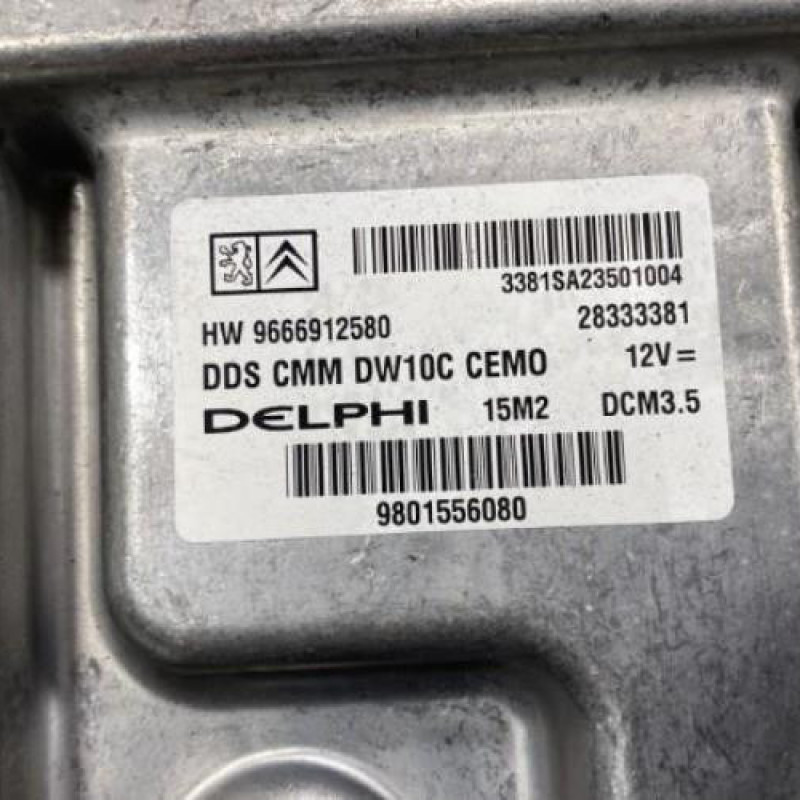 3381SA23501004
HW 9666912580 28333381
DDS CMM DW10C CEMO 12V =
DELPHI 15M2 DCM3.5
9801556080